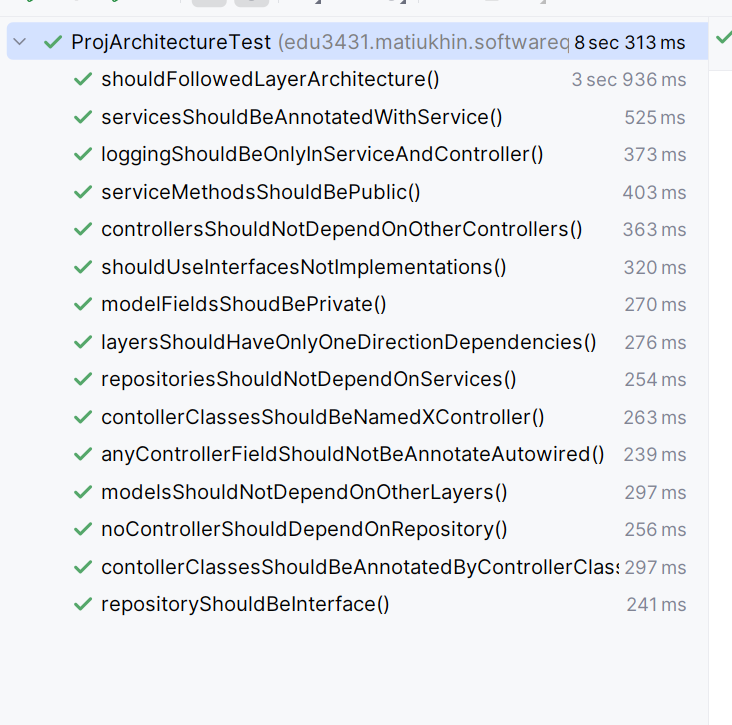 ProjArchitectureTest (edu3431.matiukhin.softwareq 8 sec 313 ms
shouldFollowedLayerArchitecture() 3 sec 936 ms
servicesShouldBeAnnotatedWithService() 525 ms
loggingShouldBeOnlyInServiceAndController() 373 ms
serviceMethodsShouldBePublic() 403 ms
controllersShouldNotDependOnOtherControllers() 363 ms
shouldUseInterfacesNotImplementations() 320 ms
modelFieldsShoudBePrivate() 270 ms
layersShouldHaveOnlyOneDirectionDependencies() 276 ms
repositoriesShouldNotDependOnServices() 254 ms
contollerClassesShouldBeNamedXController() 263 ms
anyControllerFieldShouldNotBeAnnotateAutowired() 239 ms
modelsShouldNotDependOnOtherLayers() 297 ms
noControllerShouldDependOnRepository() 256 ms
contollerClassesShouldBeAnnotatedByControllerClass 297 ms
repositoryShouldBeInterface() 241 ms